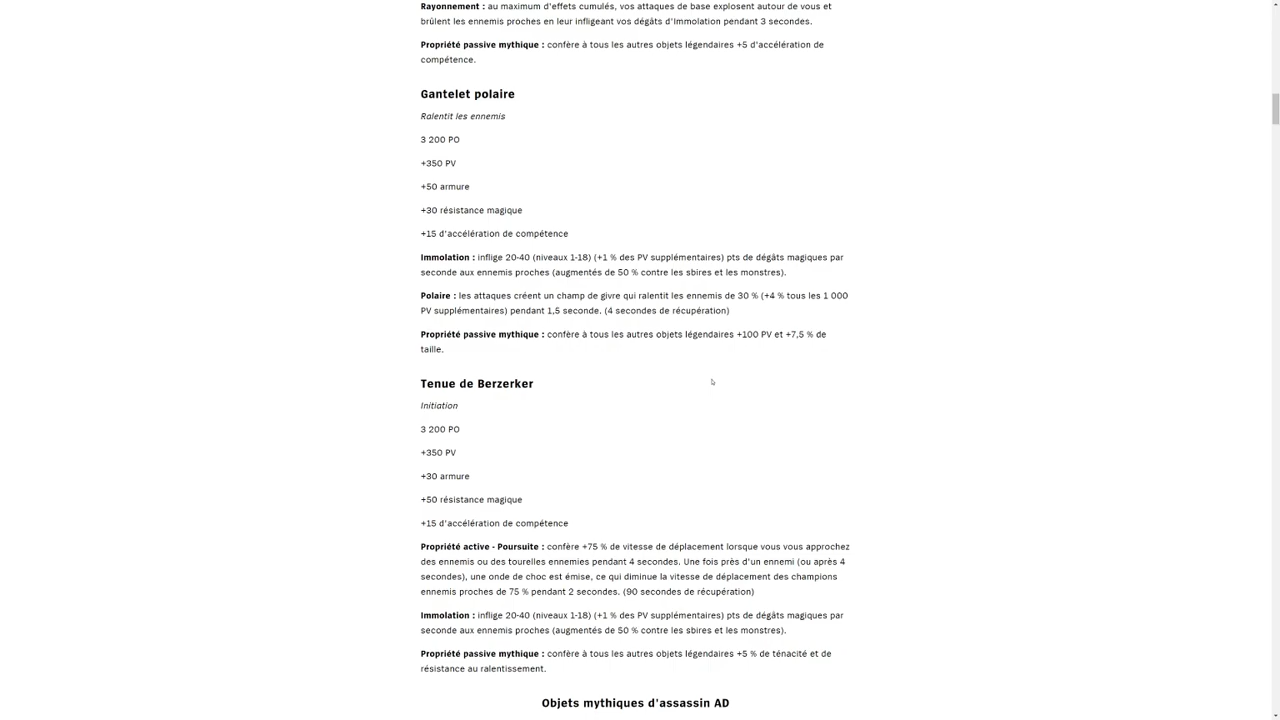 Rayonnement : au maximum d'effets cumulés, vos attaques de base explosent autour de vous et
brûlent les ennemis proches en leur infligeant vos dégâts d'Immolation pendant 3 secondes.
Propriété passive mythique : confère à tous les autres objets légendaires +5 d'accélération de
compétence.
Gantelet polaire
Ralentit les ennemis
3 200 PO
+350 PV
+50 armure
+30 résistance magique
+15 d'accélération de compétence
Immolation : inflige 20-40 (niveaux 1-18) (+1 % des PV supplémentaires) pts de dégâts magiques par
seconde aux ennemis proches (augmentés de 50 % contre les sbires et les monstres).
Polaire : les attaques créent un champ de givre qui ralentit les ennemis de 30 % (+4 % tous les 1 000
PV supplémentaires) pendant 1,5 seconde. (4 secondes de récupération)
Propriété passive mythique : confère à tous les autres objets légendaires +100 PV et +7,5 % de
taille.
Tenue de Berzerker
Initiation
3 200 PO
+350 PV
+30 armure
+50 résistance magique
+15 d'accélération de compétence
Propriété active - Poursuite : confère +75 % de vitesse de déplacement lorsque vous vous approchez
des ennemis ou des tourelles ennemies pendant 4 secondes. Une fois près d'un ennemi (ou après 4
secondes), une onde de choc est émise, ce qui diminue la vitesse de déplacement des champions
ennemis proches de 75 % pendant 2 secondes. (90 secondes de récupération)
Immolation : inflige 20-40 (niveaux 1-18) (+1 % des PV supplémentaires) pts de dégâts magiques par
seconde aux ennemis proches (augmentés de 50 % contre les sbires et les monstres).
Propriété passive mythique : confère à tous les autres objets légendaires +5 % de ténacité et de
résistance au ralentissement.
Objets mythiques d'assassin AD